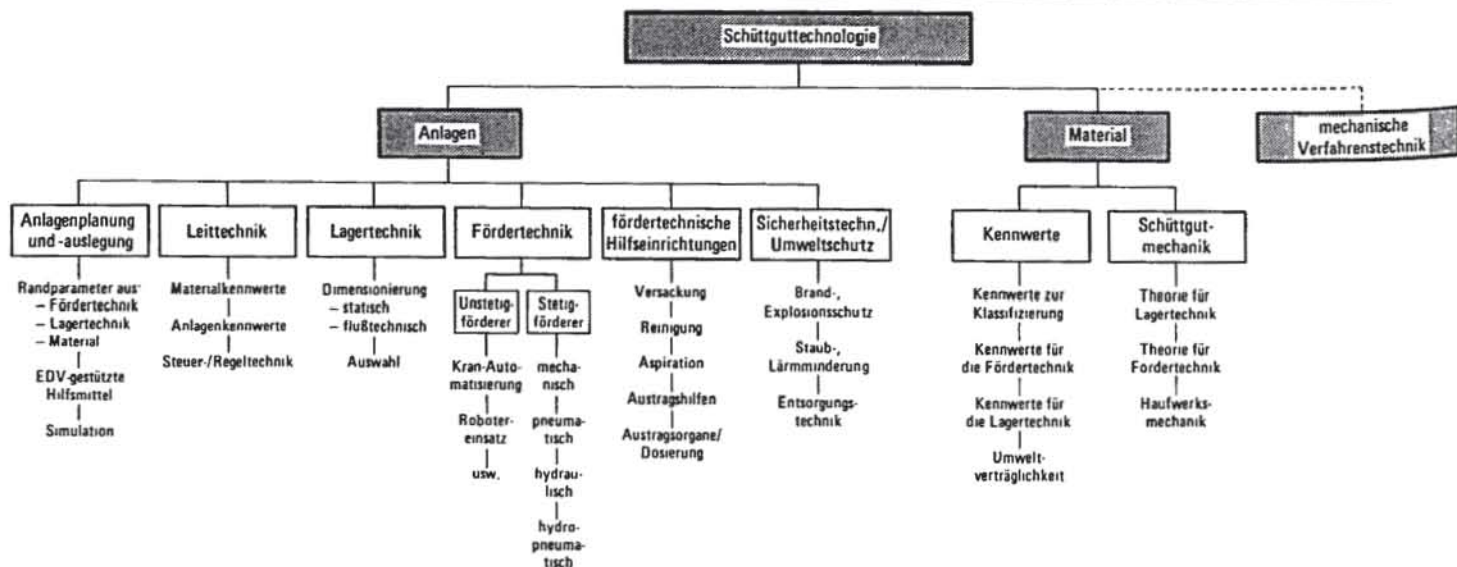 Schüttguttechnologie
Anlagen
Material
mechanische
Verfahrenstechnik
Anlagenplanung
und -auslegung
Randparameter aus·
– Fördertechnik
– Lagertechnik
– Material
EDV-gestützte
Hilfsmittel
Simulation
Leittechnik
Materialkennwerte
Anlagenkennwerte
Steuer-/Regeltechnik
Lagertechnik
Dimensionierung
– statisch
– flußtechnisch
Auswahl
Fördertechnik
Unstetig-
förderer
Kran-Auto-
matisierung
Roboter-
einsatz
usw.
Stetig-
förderer
mecha-
nisch
pneuma-
tisch
hydrau-
lisch
hydro-
pneuma-
tisch
fördertechnische
Hilfseinrichtungen
Versackung
Reinigung
Aspiration
Austragshilfen
Austragsorgane/
Dosierung
Sicherheitstechn./
Umweltschutz
Brand-,
Explosionsschutz
Staub-,
Lärmminderung
Entsorgungs-
technik
Kennwerte
Kennwerte zur
Klassifizierung
Kennwerte für
die Fördertechnik
Kennwerte für
die Lagertechnik
Umwelt-
verträglichkeit
Schüttgut-
mechanik
Theorie für
Lagertechnik
Theorie für
Fordertechnik
Haufwerks-
mechanik